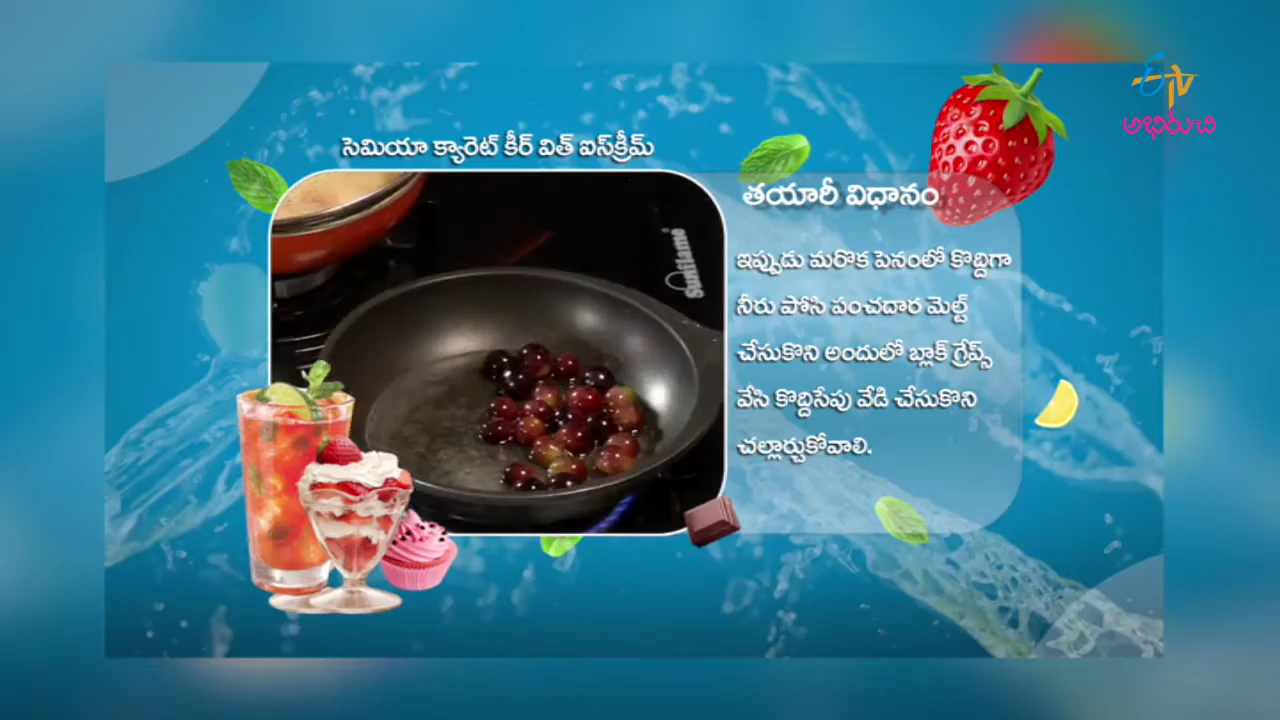 ETV
అభిరుచి
సెమియా క్యారెట్ కీర్ విత్ ఐస్‌క్రీమ్
తయారీ విధానం
Sunflame
ఇప్పుడు మరొక పెనంలో కొద్దిగా
నీరు పోసి పంచదార మెల్ట్
చేసుకొని అందులో బ్లాక్ గ్రేప్స్
వేసి కొద్దిసేపు వేడి చేసుకొని
చల్లార్చుకోవాలి.